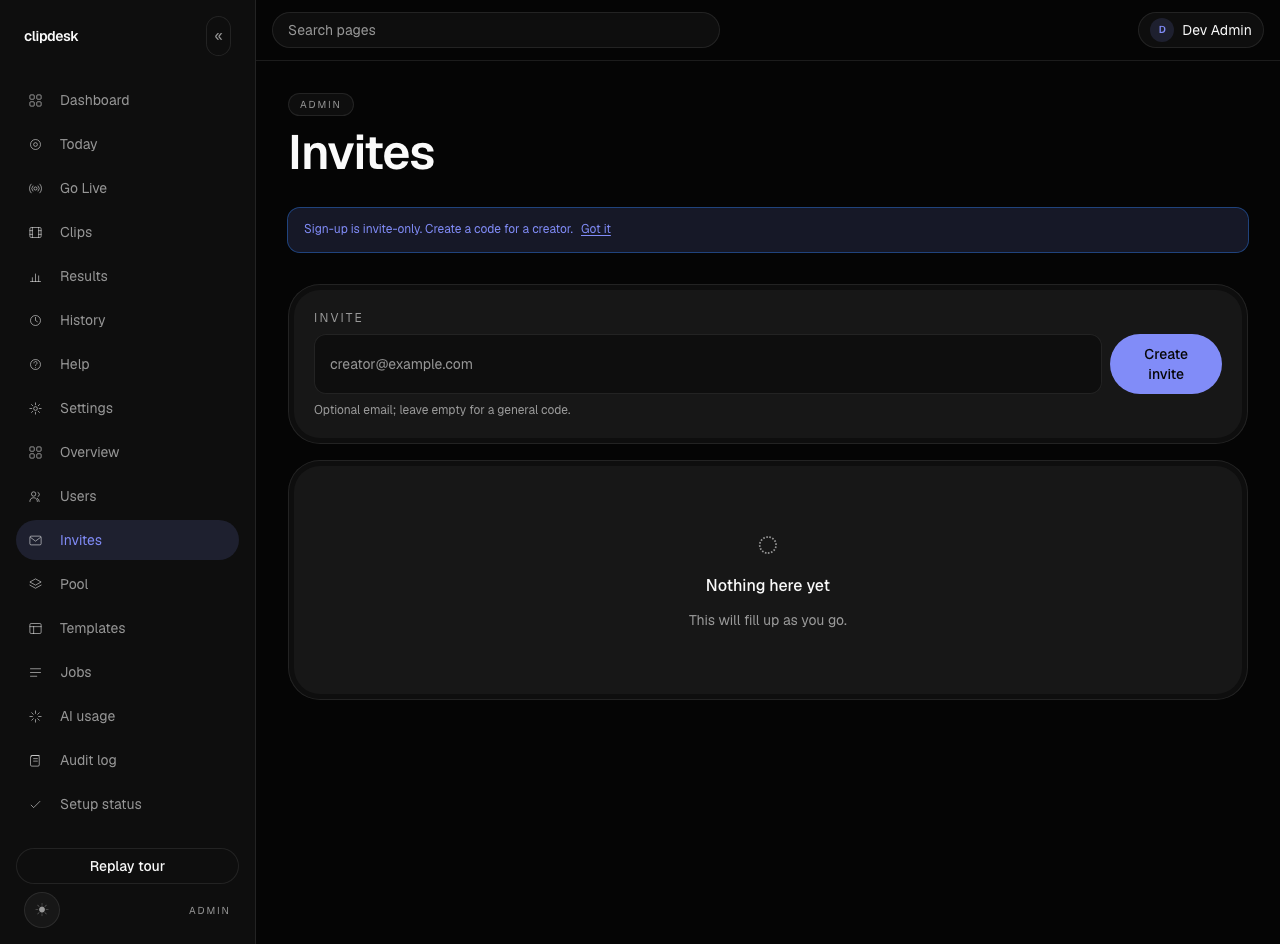 clipdesk
«
Search pages
D
Dev Admin
Dashboard
Today
Go Live
Clips
Results
History
Help
Settings
Overview
Users
Invites
Pool
Templates
Jobs
AI usage
Audit log
Setup status
Replay tour
ADMIN
ADMIN
Invites
Sign-up is invite-only. Create a code for a creator. Got it
INVITE
creator@example.com
Create
invite
Optional email; leave empty for a general code.
Nothing here yet
This will fill up as you go.